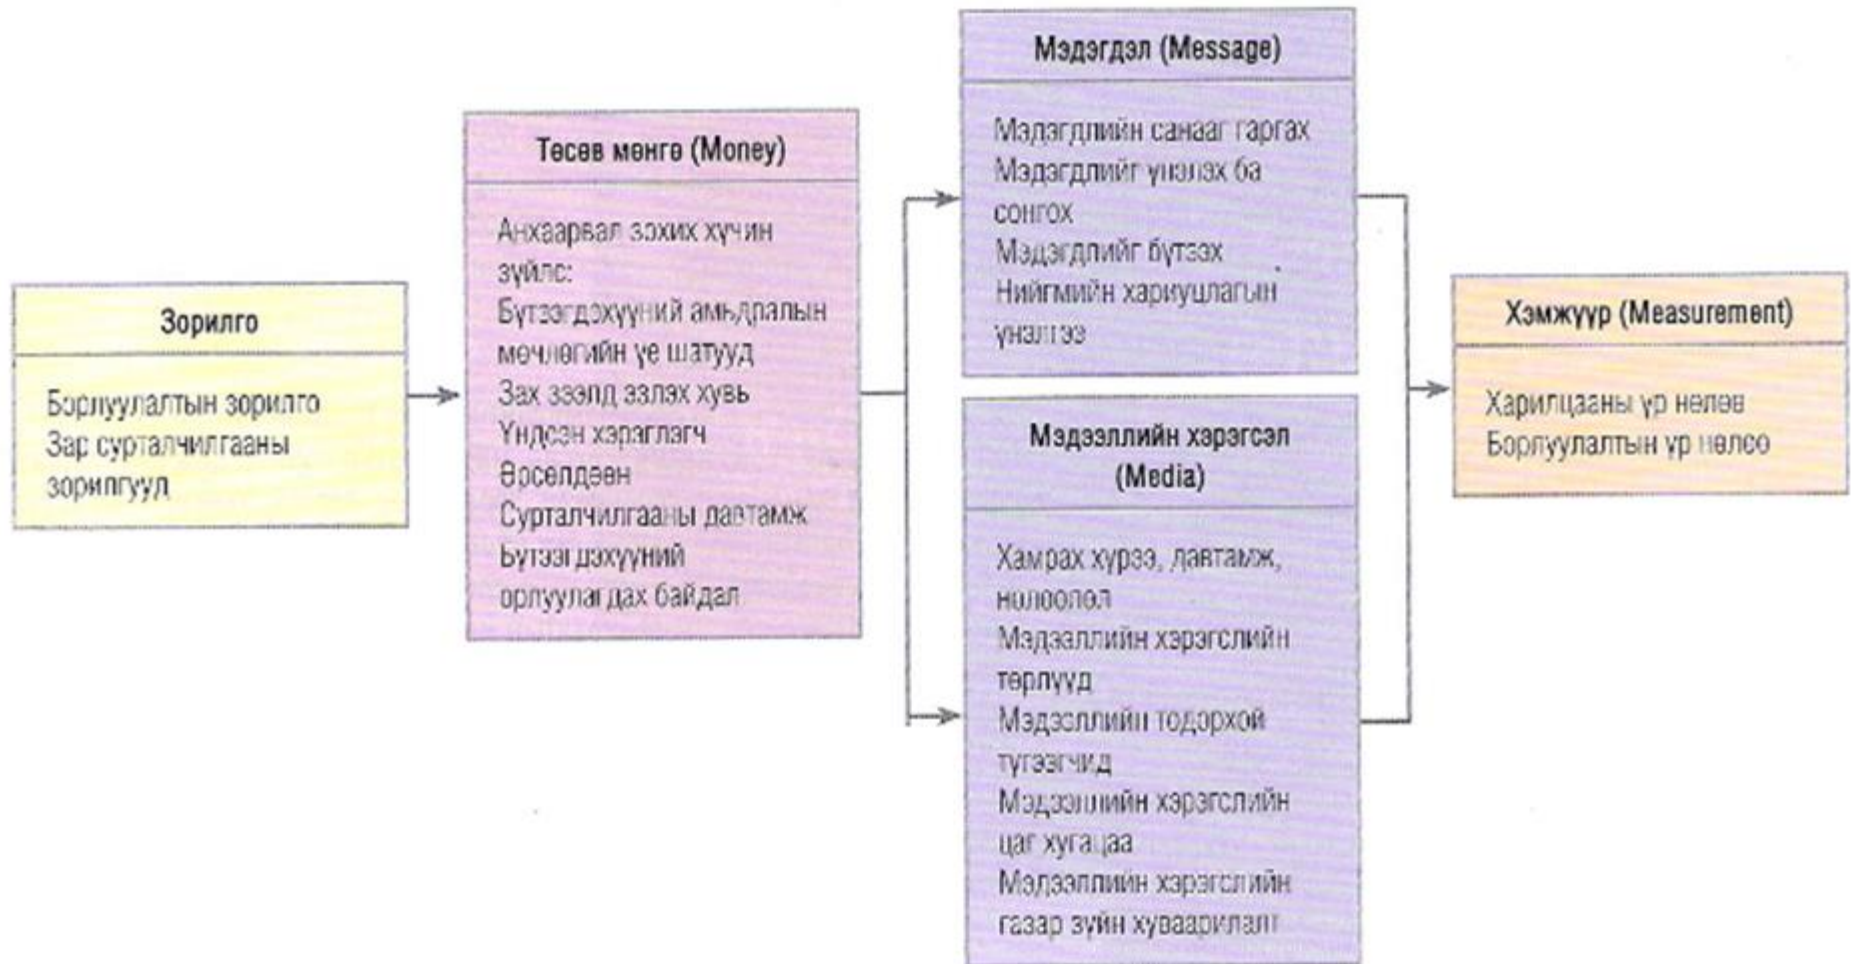 Зорилго
Борлуулалтын зорилго
Зар сурталчилгааны
зорилгууд
Төсөв мөнгө (Money)
Анхаарвал зохих хүчин
зүйлс:
Бүтээгдэхүүний амьдралын
мөчлөгийн үе шатууд
Зах зээлд эзлэх хувь
Үндсэн хэрэглэгч
Өрсөлдөөн
Сурталчилгааны давтамж
Бүтээгдэхүүний
орлуулагдах байдал
Мэдэгдэл (Message)
Мэдэгдлийн санааг гаргах
Мэдэгдлийг үнэлэх ба
сонгох
Мэдэгдлийг бүтээх
Нийгмийн хариуцлагын
үнэлгээ
Мэдээллийн хэрэгсэл
(Media)
Хамрах хүрээ, давтамж,
нөлөөлөл
Мэдээллийн хэрэгслийн
төрлүүд
Мэдээллийн тодорхой
түгээгчид
Мэдээллийн хэрэгслийн
цаг хугацаа
Мэдээллийн хэрэгслийн
газар зүйн хуваарилалт
Хэмжүүр (Measurement)
Харилцааны үр нөлөө
Борлуулалтын үр нөлөө